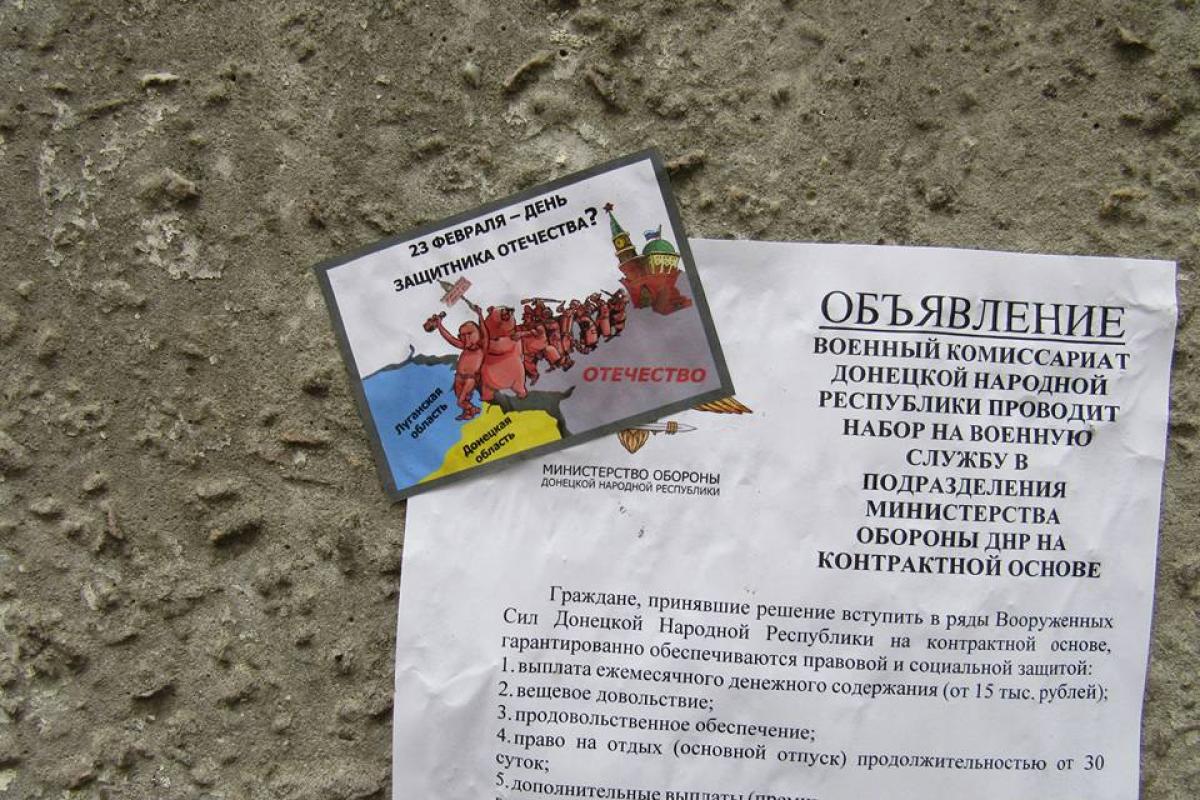 23 ФЕВРАЛЯ – ДЕНЬ
ЗАЩИТНИКА ОТЕЧЕСТВА?
ОТЕЧЕСТВО
Луганская
область
Донецкая
область
МИНИСТЕРСТВО ОБОРОНЫ
ДОНЕЦКОЙ НАРОДНОЙ РЕСПУБЛИКИ
ОБЪЯВЛЕНИЕ
ВОЕННЫЙ КОМИССАРИАТ
ДОНЕЦКОЙ НАРОДНОЙ
РЕСПУБЛИКИ ПРОВОДИТ
НАБОР НА ВОЕННУЮ
СЛУЖБУ В
ПОДРАЗДЕЛЕНИЯ
МИНИСТЕРСТВА
ОБОРОНЫ ДНР НА
КОНТРАКТНОЙ ОСНОВЕ
Граждане, принявшие решение вступить в ряды Вооруженных
Сил Донецкой Народной Республики на контрактной основе,
гарантированно обеспечиваются правовой и социальной защитой:
1. выплата ежемесячного денежного содержания (от 15 тыс. рублей);
2. вещевое довольствие;
3. продовольственное обеспечение;
4. право на отдых (основной отпуск) продолжительностью от 30
суток;
5. дополнительные выплаты